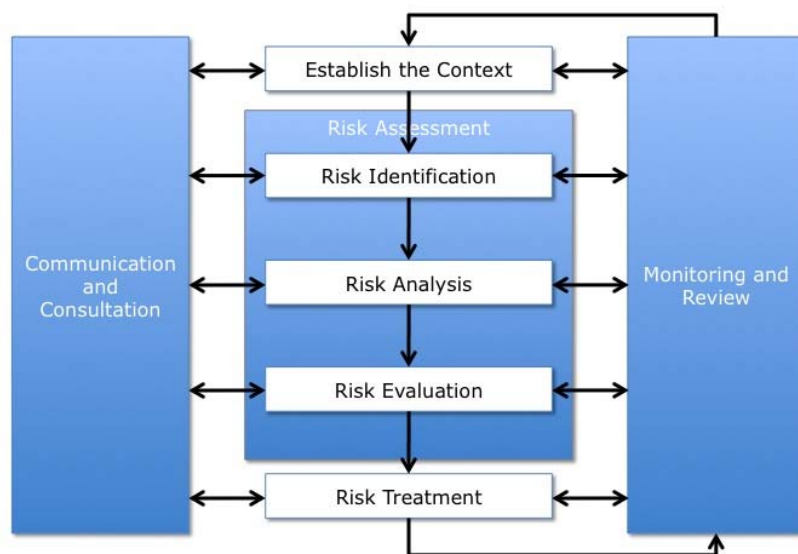 Establish the Context
Risk Assessment
Risk Identification
Communication
and
Consultation
Risk Analysis
Monitoring and
Review
Risk Evaluation
Risk Treatment